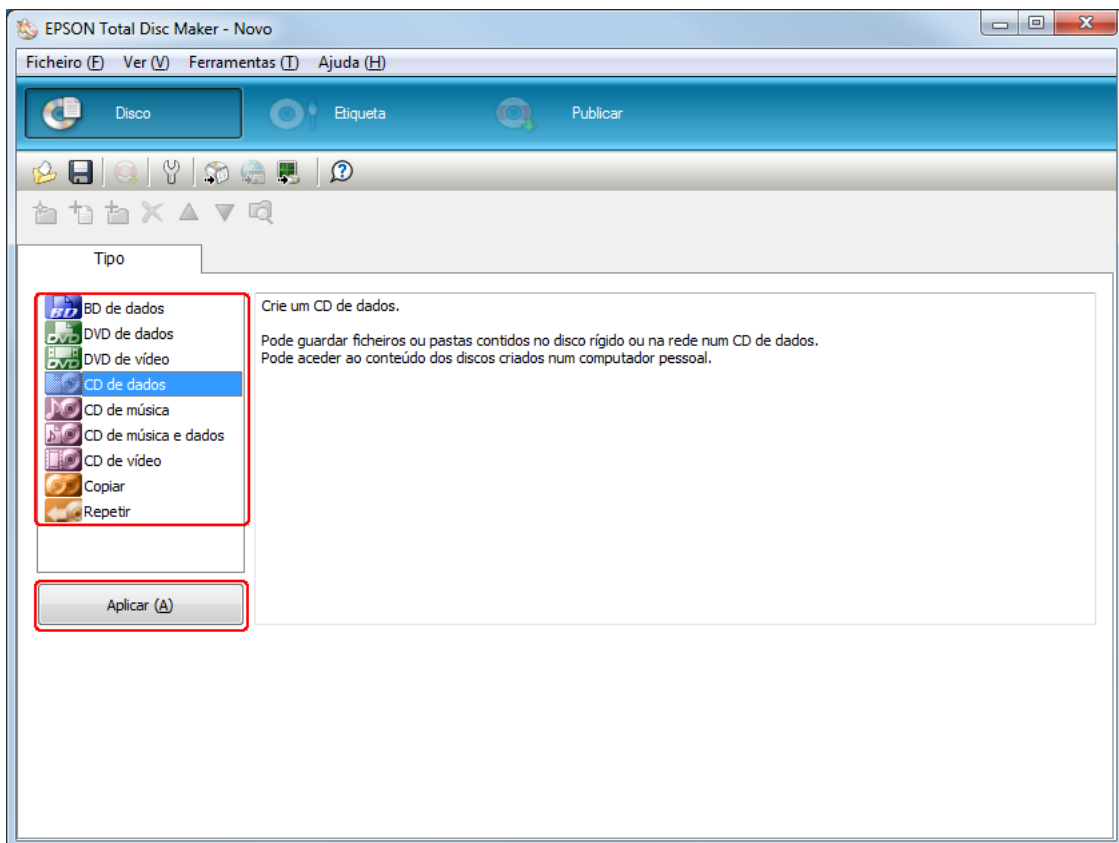 EPSON Total Disc Maker - Novo
Ficheiro (F) Ver (V) Ferramentas (T) Ajuda (H)
Disco Etiqueta Publicar
Tipo
BD de dados
DVD de dados
DVD de vídeo
CD de dados
CD de música
CD de música e dados
CD de vídeo
Copiar
Repetir
Aplicar (A)
Crie um CD de dados.
Pode guardar ficheiros ou pastas contidos no disco rígido ou na rede num CD de dados.
Pode aceder ao conteúdo dos discos criados num computador pessoal.